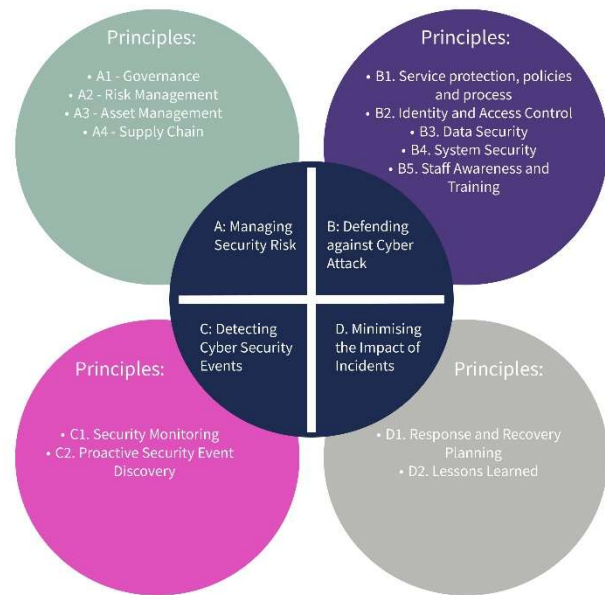 Principles:
• A1 - Governance
• A2 - Risk Management
• A3 - Asset Management
• A4 - Supply Chain
Principles:
• B1. Service protection, policies
and process
• B2. Identity and Access Control
• B3. Data Security
• B4. System Security
• B5. Staff Awareness and
Training
A: Managing
Security Risk
B: Defending
against Cyber
Attack
C: Detecting
Cyber Security
Events
D. Minimising
the Impact of
Incidents
Principles:
• C1. Security Monitoring
• C2. Proactive Security Event
Discovery
Principles:
• D1. Response and Recovery
Planning
• D2. Lessons Learned